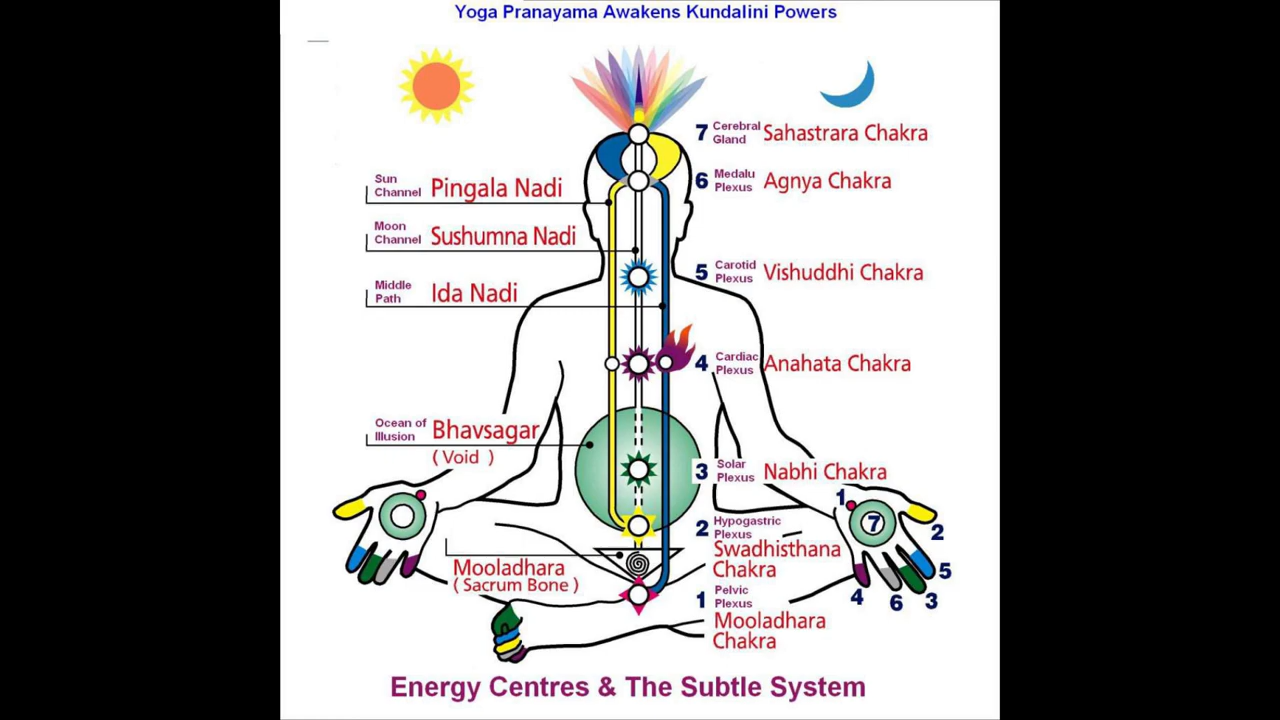 Yoga Pranayama Awakens Kundalini Powers
7 Cerebral Gland Sahastrara Chakra
6 Medalu Plexus Agnya Chakra
Sun Channel Pingala Nadi
Moon Channel Sushumna Nadi
5 Carotid Plexus Vishuddhi Chakra
Middle Path Ida Nadi
4 Cardiac Plexus Anahata Chakra
Ocean of Illusion Bhavsagar
( Void )
3 Solar Plexus Nabhi Chakra
1
7
2
5
4
6
3
2 Hypogastric Plexus
Swadhisthana
Chakra
Mooladhara
( Sacrum Bone )
1 Pelvic Plexus
Mooladhara
Chakra
Energy Centres & The Subtle System